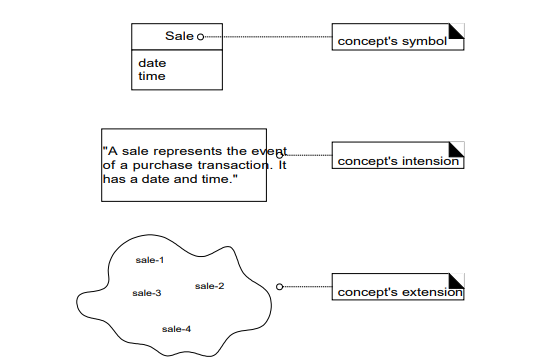 Sale
concept's symbol
date
time
"A sale represents the event
of a purchase transaction. It
has a date and time."
concept's intension
sale-1
sale-2
sale-3
sale-4
concept's extension